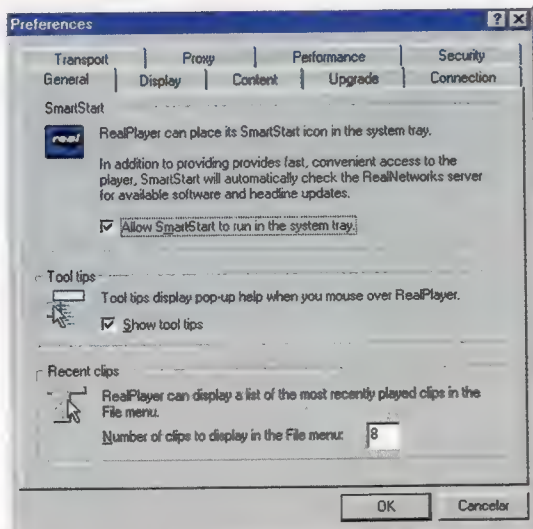 Preferences
Transport Proxy Performance Security
General Display Content Upgrade Connection
SmartStart
real
RealPlayer can place its SmartStart icon in the system tray.
In addition to providing provides fast, convenient access to the
player, SmartStart will automatically check the RealNetworks server
for available software and headline updates.
Allow SmartStart to run in the system tray.
Tool tips
Tool tips display pop-up help when you mouse over RealPlayer.
Show tool tips
Recent clips
RealPlayer can display a list of the most recently played clips in the
File menu.
Number of clips to display in the File menu: 8
OK Cancelar